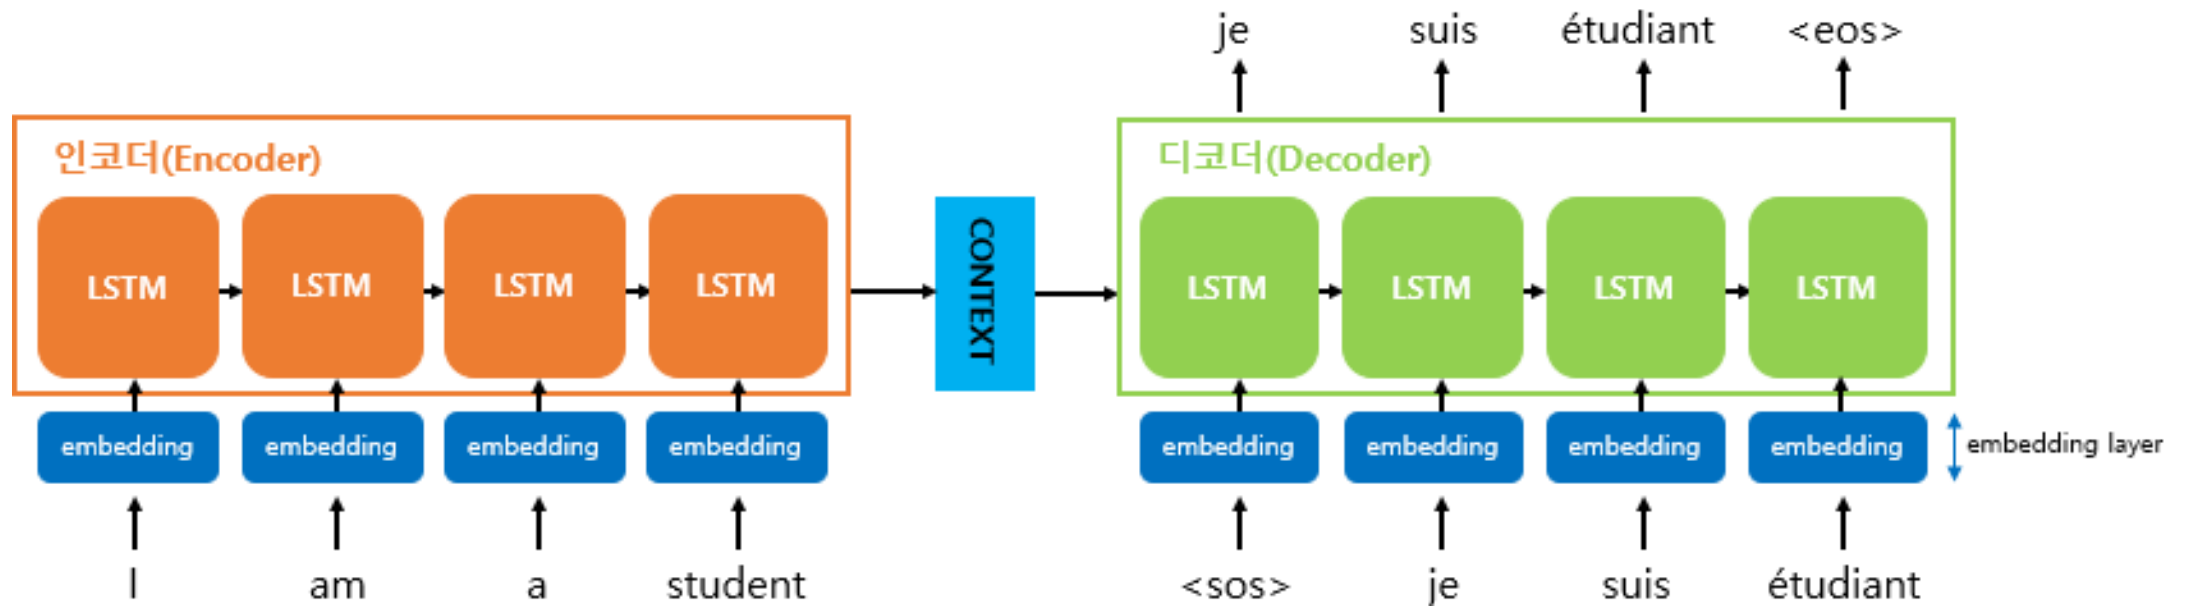 je suis étudiant <eos>
인코더(Encoder)
디코더(Decoder)
LSTM LSTM LSTM LSTM
CONTEXT
LSTM LSTM LSTM LSTM
embedding embedding embedding embedding
embedding embedding embedding embedding
embedding layer
I am a student
<sos> je suis étudiant